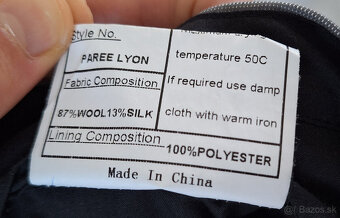 Style No.
PAREE LYON
Fabric Composition
87%WOOL13%SILK
temperature 50C
If required use damp
cloth with warm iron
Lining Composition
100%POLYESTER
Made In China
Bazos.sk